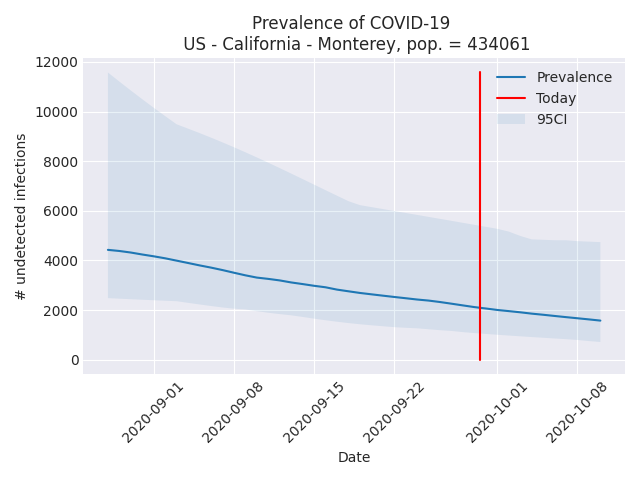 Prevalence of COVID-19
US - California - Monterey, pop. = 434061
12000
10000
8000
6000
4000
2000
0
# undetected infections
Prevalence
Today
95CI
2020-09-01
2020-09-08
2020-09-15
2020-09-22
2020-10-01
2020-10-08
Date